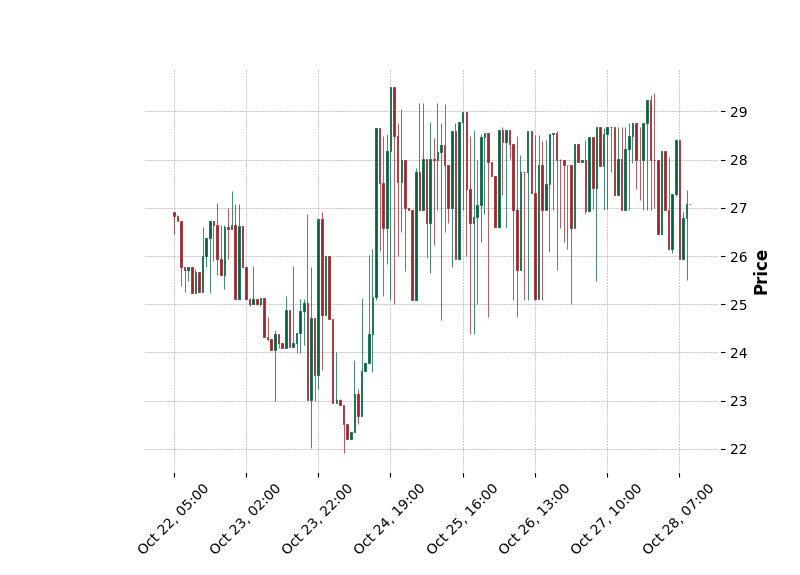 29
28
27
26
25
24
23
22
Price
Oct 22, 05:00
Oct 23, 02:00
Oct 23, 22:00
Oct 24, 19:00
Oct 25, 16:00
Oct 26, 13:00
Oct 27, 10:00
Oct 28, 07:00